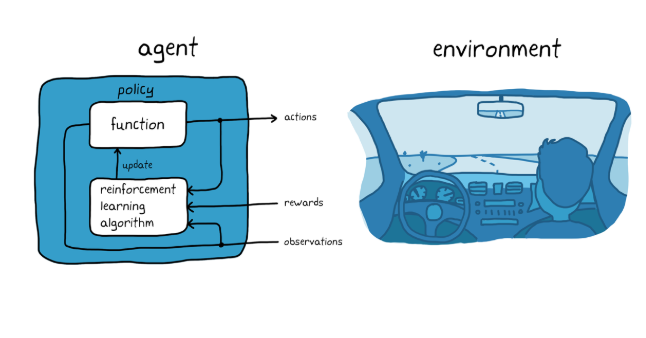 agent
environment
policy
function
actions
update
reinforcement
learning
algorithm
rewards
observations